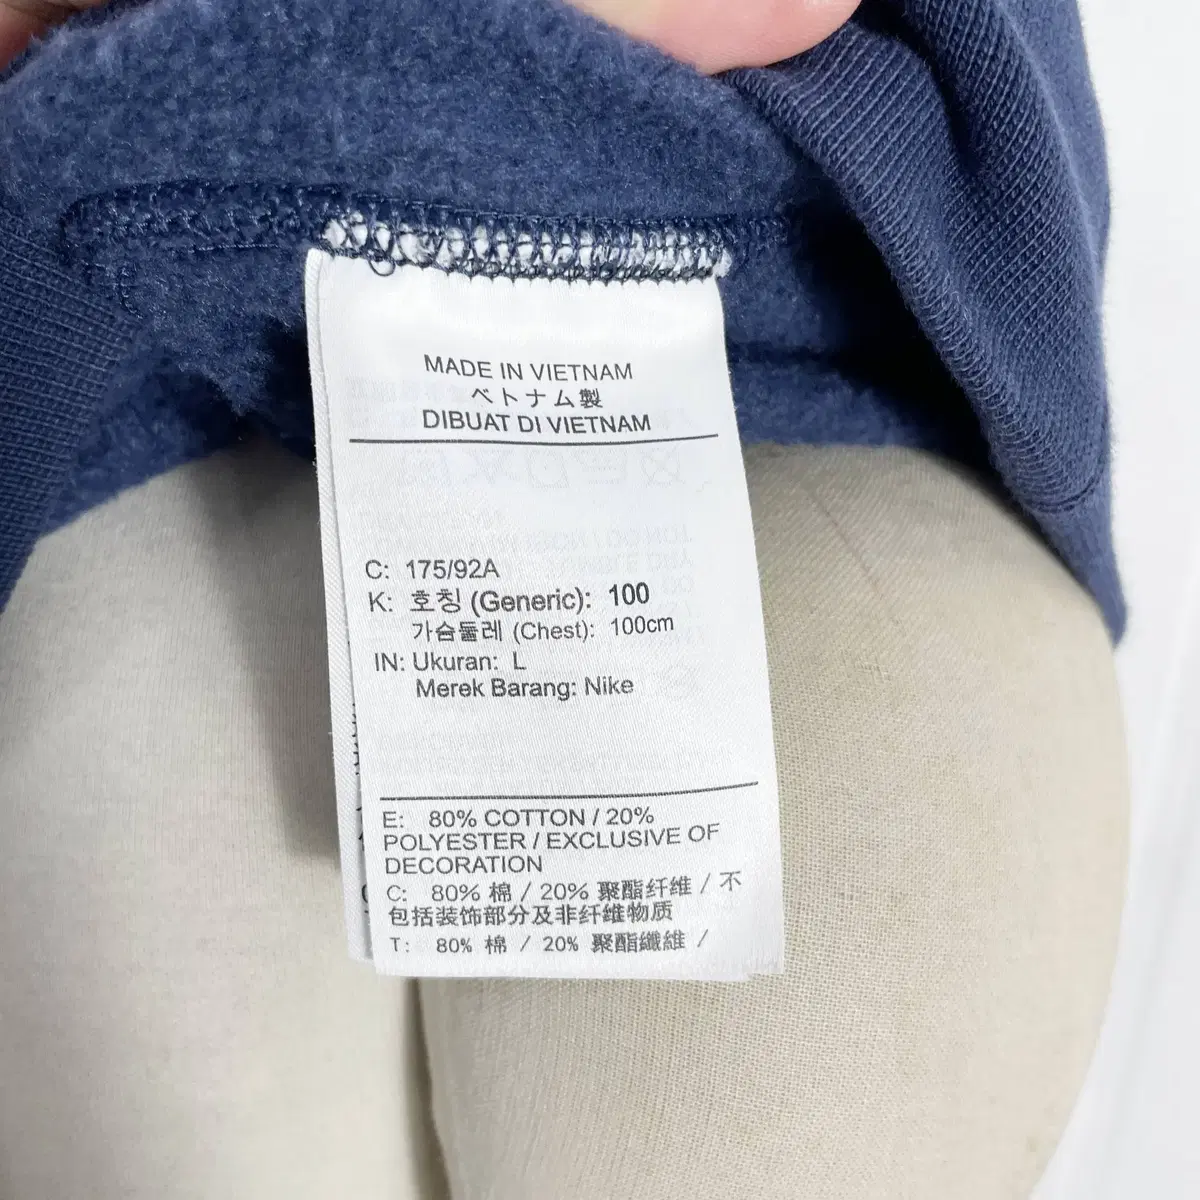 MADE IN VIETNAM
ベトナム製
DIBUAT DI VIETNAM
C: 175/92A
K: 호칭 (Generic): 100
가슴둘레 (Chest): 100cm
IN: Ukuran: L
Merek Barang: Nike
E: 80% COTTON / 20%
POLYESTER / EXCLUSIVE OF
DECORATION
C: 80% 棉 / 20% 聚酯纤维 / 不
包括装饰部分及非纤维物质
T: 80% 棉 / 20% 聚酯纖維 /